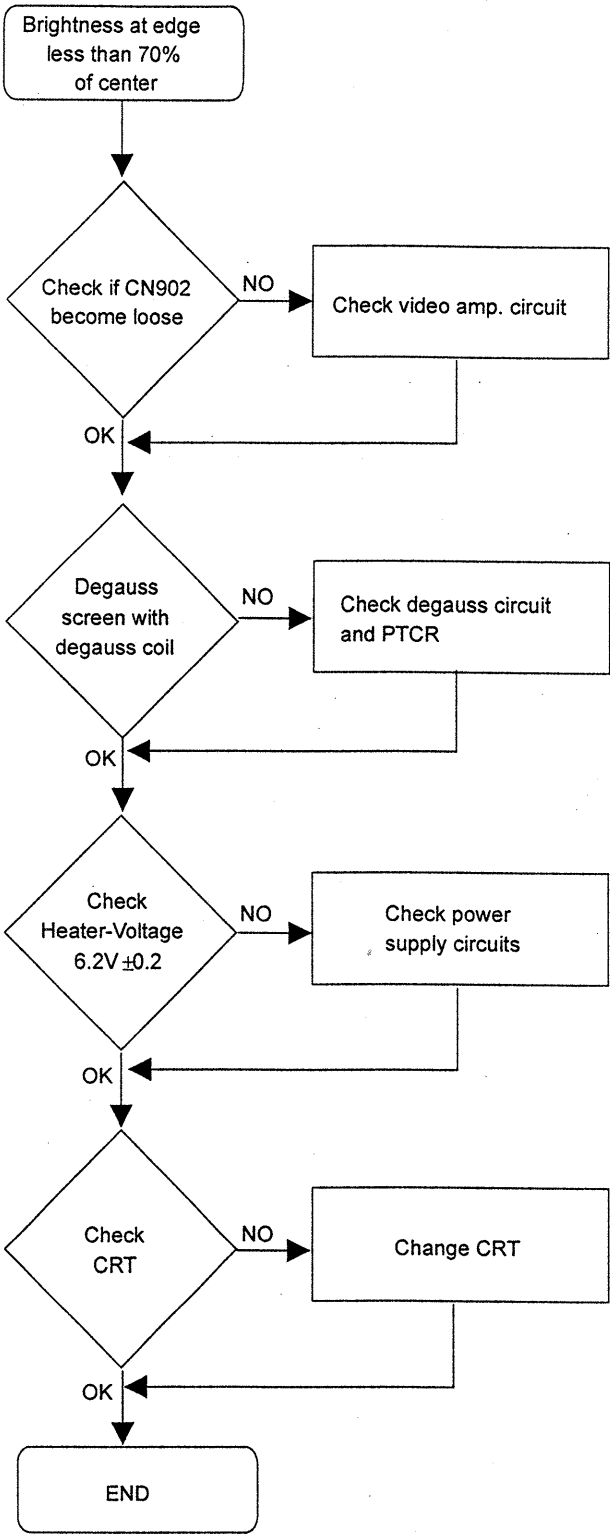 Brightness at edge
less than 70%
of center
Check if CN902
become loose
NO
Check video amp. circuit
OK
Degauss
screen with
degauss coil
NO
Check degauss circuit
and PTCR
OK
Check
Heater-Voltage
6.2V ±0.2
NO
Check power
supply circuits
OK
Check
CRT
NO
Change CRT
OK
END